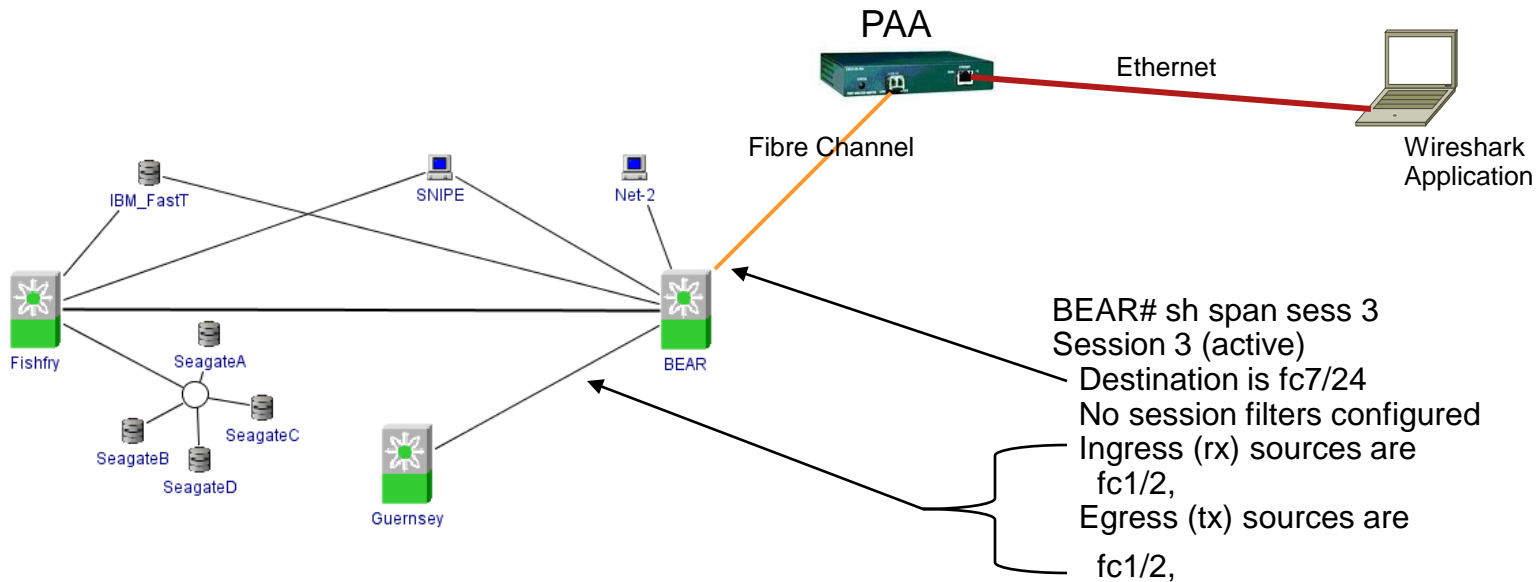 PAA
Ethernet
Fibre Channel
Wireshark
Application
IBM_FastT
SNIPE
Net-2
Fishfry
BEAR
SeagateA
SeagateB
SeagateC
SeagateD
Guernsey
BEAR# sh span sess 3
Session 3 (active)
Destination is fc7/24
No session filters configured
Ingress (rx) sources are
fc1/2,
Egress (tx) sources are
fc1/2,